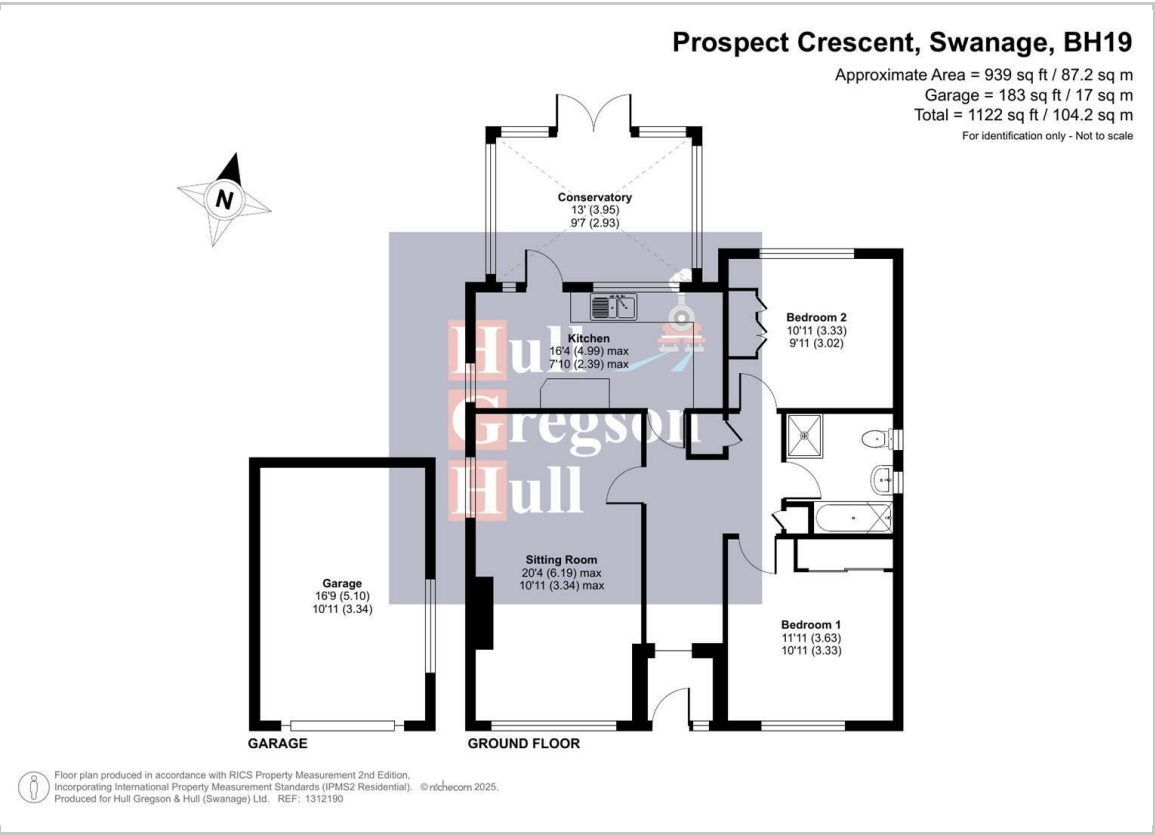 Prospect Crescent, Swanage, BH19
Approximate Area = 939 sq ft / 87.2 sq m
Garage = 183 sq ft / 17 sq m
Total = 1122 sq ft / 104.2 sq m
For identification only - Not to scale
N
Conservatory
13' (3.95)
9'7 (2.93)
Bedroom 2
10'11 (3.33)
9'11 (3.02)
Kitchen
16'4 (4.99) max
7'10 (2.39) max
Hull
Gregson
Hull
Sitting Room
20'4 (6.19) max
10'11 (3.34) max
Garage
16'9 (5.10)
10'11 (3.34)
Bedroom 1
11'11 (3.63)
10'11 (3.33)
GARAGE
GROUND FLOOR
Floor plan produced in accordance with RICS Property Measurement 2nd Edition,
Incorporating International Property Measurement Standards (IPMS2 Residential). © nichecom 2025.
Produced for Hull Gregson & Hull (Swanage) Ltd. REF: 1312190